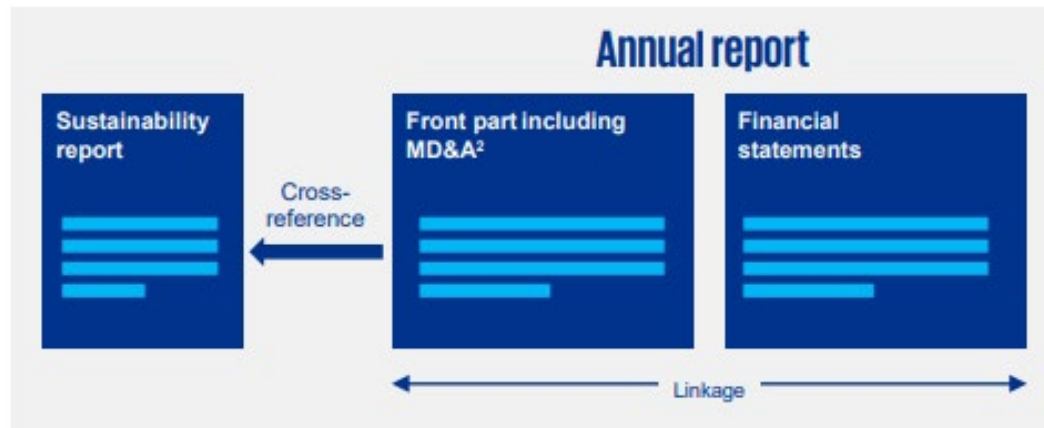 Annual report
Sustainability
report
Cross-
reference
Front part including
MD&A²
Financial
statements
Linkage